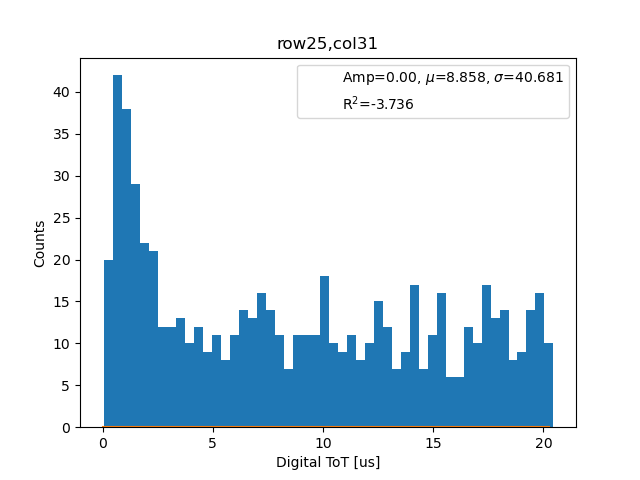 row25,col31
Amp=0.00, μ=8.858, σ=40.681
R²=-3.736
Counts
40
35
30
25
20
15
10
5
0
0 5 10 15 20
Digital ToT [us]